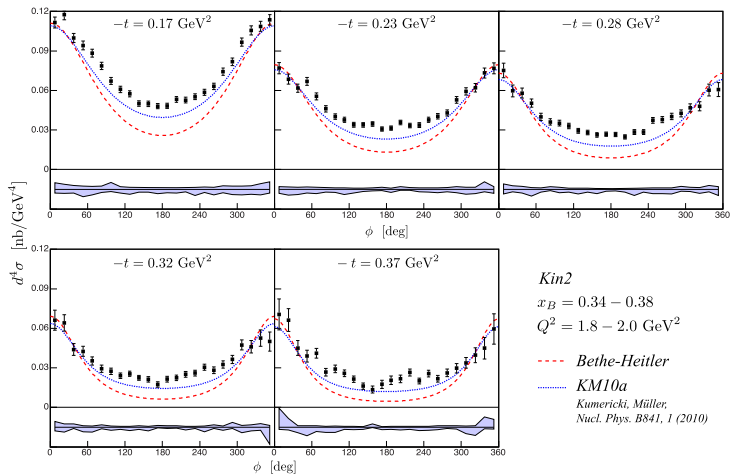 −t = 0.17 GeV²
−t = 0.23 GeV²
−t = 0.28 GeV²
0.12
0.09
0.06
0.03
0
0 60 120 180 240 300 0 60 120 180 240 300 0 60 120 180 240 300 360
ϕ [deg]
d⁴σ [nb/GeV⁴]
−t = 0.32 GeV²
− t = 0.37 GeV²
0.12
0.09
0.06
0.03
0
0 60 120 180 240 300 0 60 120 180 240 300 360
ϕ [deg]
Kin2
x_B = 0.34 − 0.38
Q² = 1.8 − 2.0 GeV²
Bethe-Heitler
KM10a
Kumericki, Müller,
Nucl. Phys. B841, 1 (2010)